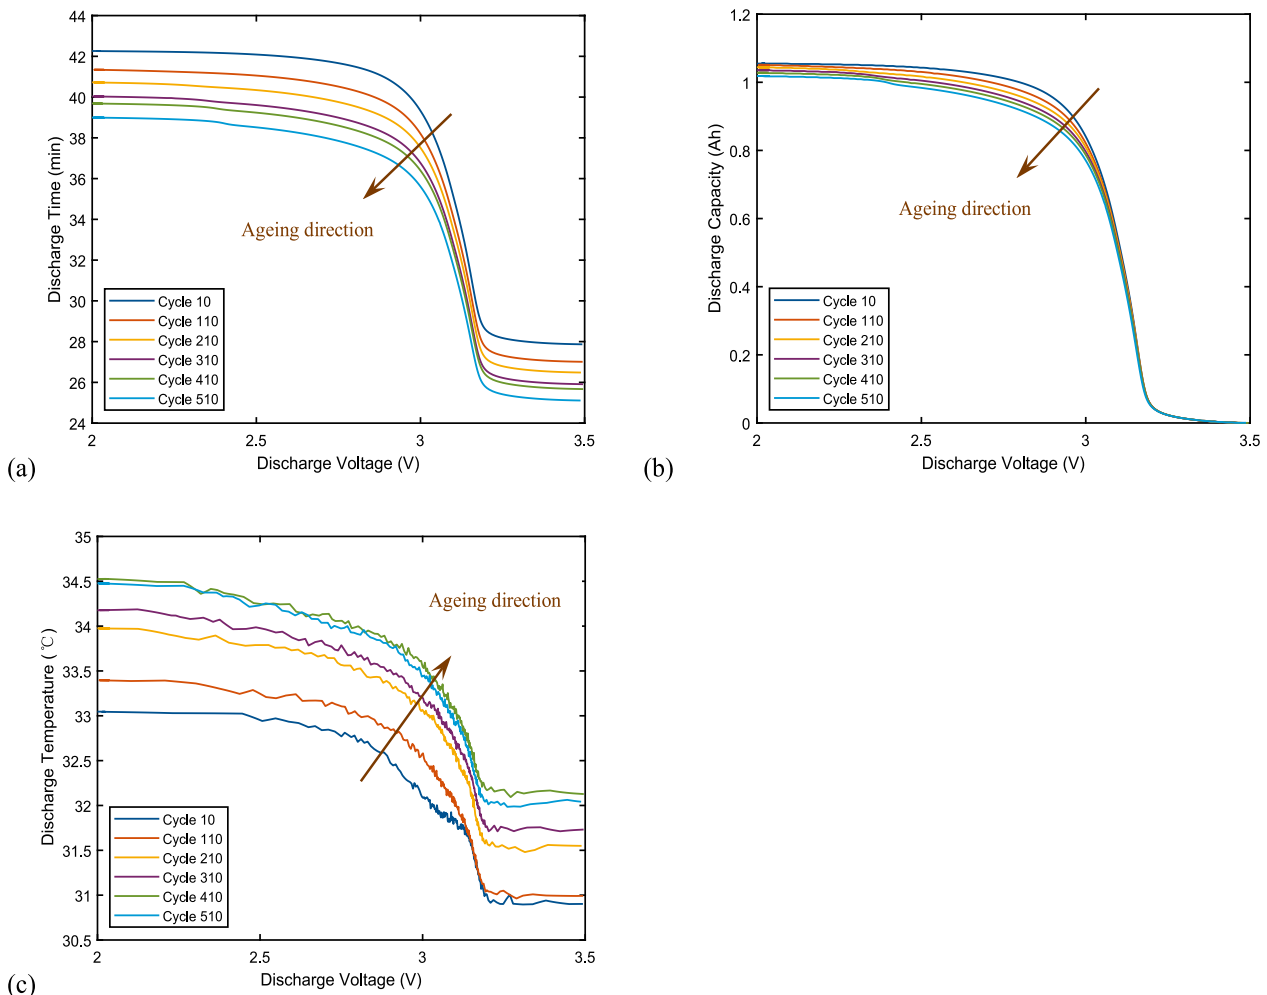 44
42
40
38
36
34
32
30
28
26
24
Discharge Time (min)
Ageing direction
Cycle 10
Cycle 110
Cycle 210
Cycle 310
Cycle 410
Cycle 510
2
2.5
3
3.5
Discharge Voltage (V)
(a)
1.2
1
0.8
0.6
0.4
0.2
0
Discharge Capacity (Ah)
Ageing direction
Cycle 10
Cycle 110
Cycle 210
Cycle 310
Cycle 410
Cycle 510
2
2.5
3
3.5
Discharge Voltage (V)
(b)
35
34.5
34
33.5
33
32.5
32
31.5
31
30.5
Discharge Temperature (℃)
Ageing direction
Cycle 10
Cycle 110
Cycle 210
Cycle 310
Cycle 410
Cycle 510
2
2.5
3
3.5
Discharge Voltage (V)
(c)